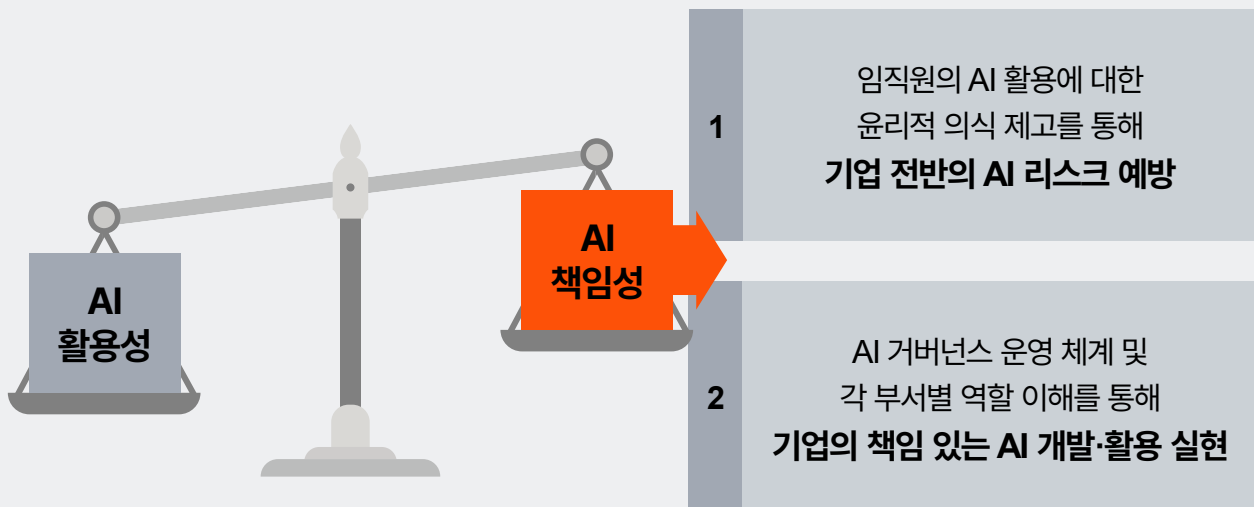 AI
활용성
AI
책임성
1
임직원의 AI 활용에 대한
윤리적 의식 제고를 통해
기업 전반의 AI 리스크 예방
2
AI 거버넌스 운영 체계 및
각 부서별 역할 이해를 통해
기업의 책임 있는 AI 개발·활용 실현